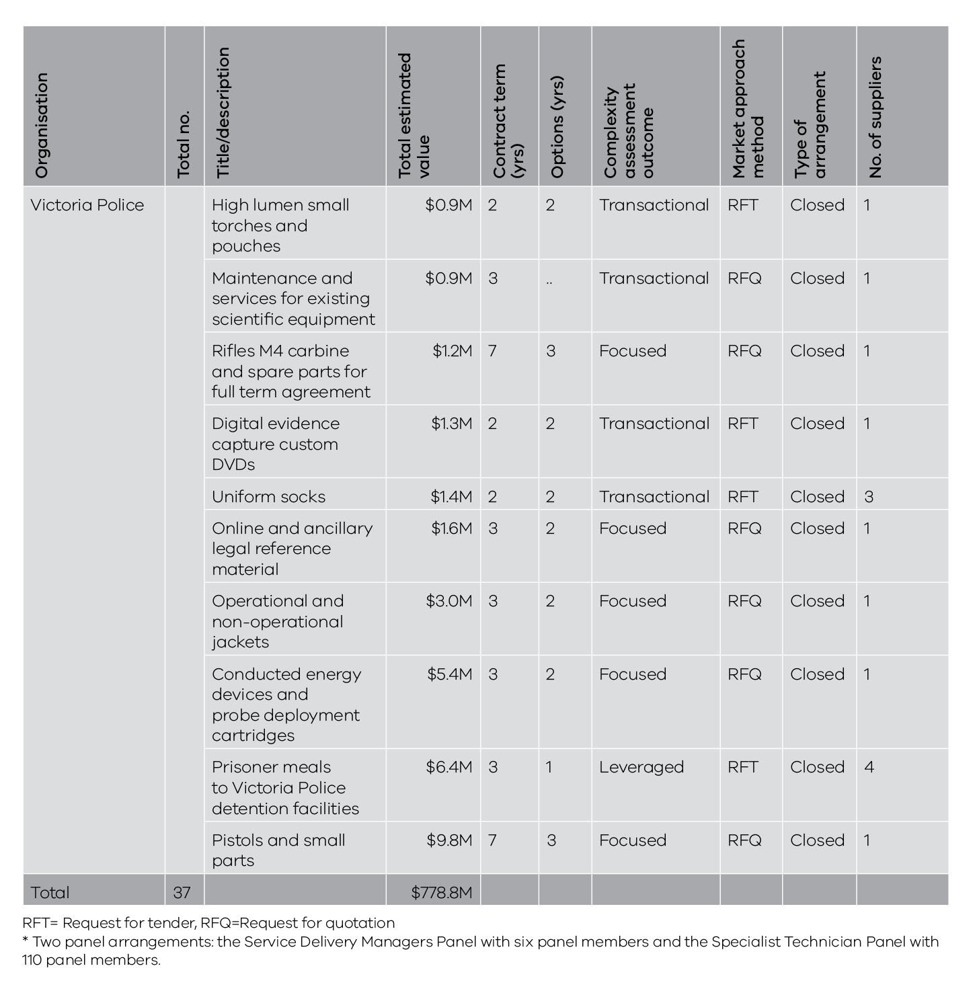 Organisation
Total no.
Title/description
Total estimated
value
Contract term
(yrs)
Options (yrs)
Complexity
assessment
outcome
Market approach
method
Type of
arrangement
No. of suppliers
Victoria Police
High lumen small
torches and
pouches
$0.9M 2 2 Transactional RFT Closed 1
Maintenance and
services for existing
scientific equipment
$0.9M 3 .. Transactional RFQ Closed 1
Rifles M4 carbine
and spare parts for
full term agreement
$1.2M 7 3 Focused RFQ Closed 1
Digital evidence
capture custom
DVDs
$1.3M 2 2 Transactional RFT Closed 1
Uniform socks $1.4M 2 2 Transactional RFT Closed 3
Online and ancillary
legal reference
material
$1.6M 3 2 Focused RFQ Closed 1
Operational and
non-operational
jackets
$3.0M 3 2 Focused RFQ Closed 1
Conducted energy
devices and
probe deployment
cartridges
$5.4M 3 2 Focused RFQ Closed 1
Prisoner meals
to Victoria Police
detention facilities
$6.4M 3 1 Leveraged RFT Closed 4
Pistols and small
parts
$9.8M 7 3 Focused RFQ Closed 1
Total 37 $778.8M
RFT= Request for tender, RFQ=Request for quotation
* Two panel arrangements: the Service Delivery Managers Panel with six panel members and the Specialist Technician Panel with
110 panel members.